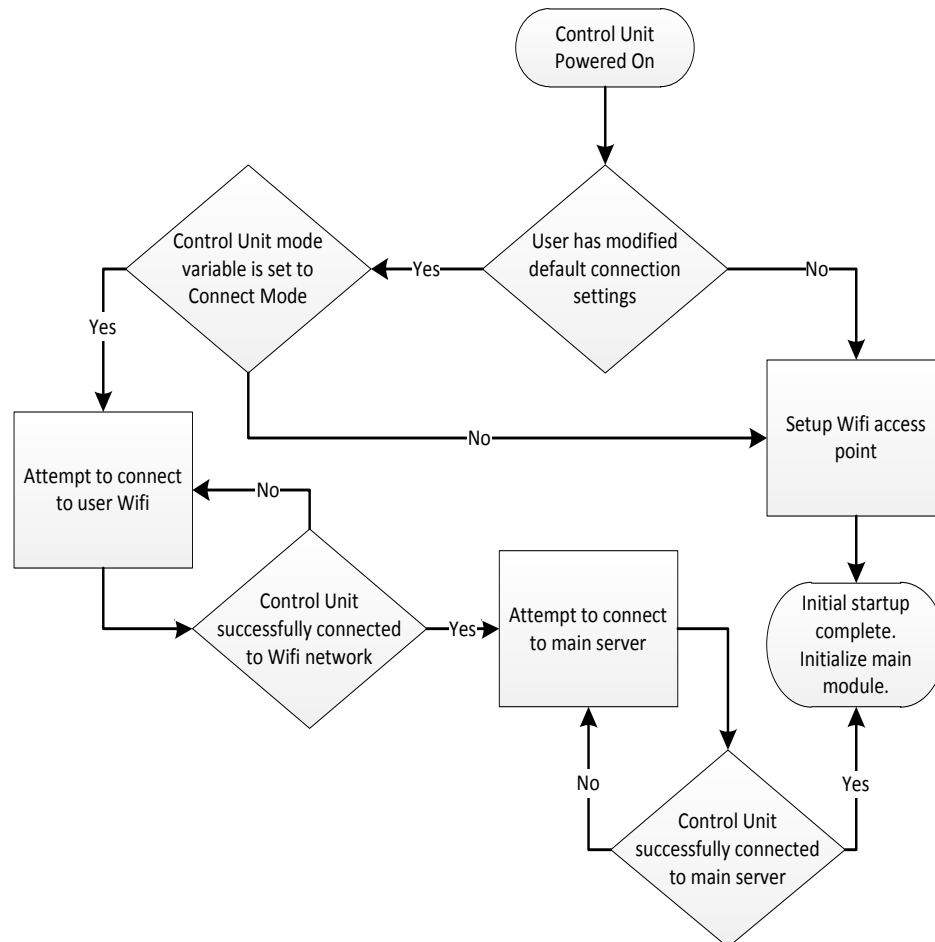 Control Unit
Powered On
User has modified
default connection
settings
Yes
No
Control Unit mode
variable is set to
Connect Mode
Yes
No
Setup Wifi access
point
Attempt to connect
to user Wifi
No
Control Unit
successfully connected
to Wifi network
Yes
Attempt to connect
to main server
Initial startup
complete.
Initialize main
module.
No
Yes
Control Unit
successfully connected
to main server